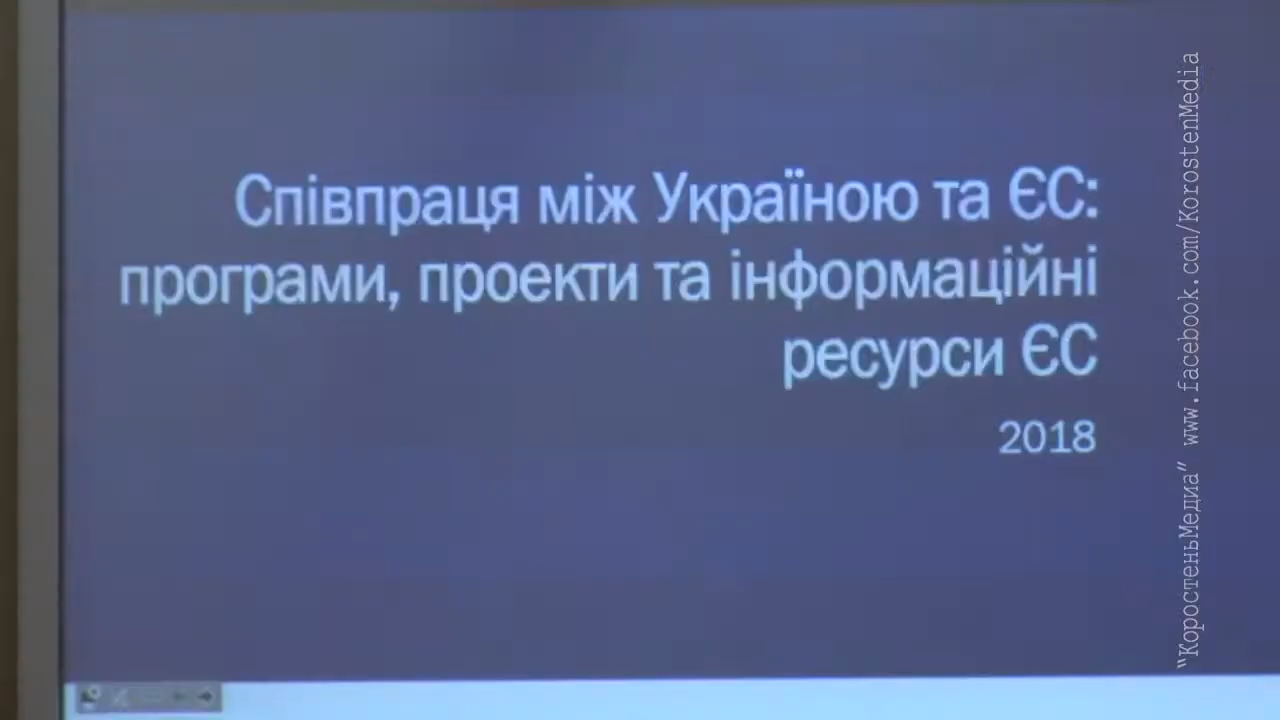 Співпраця між Україною та ЄС:
програми, проекти та інформаційні
ресурси ЄС
2018
"КоростеньМедиа" www.facebook.com/KorostenMedia